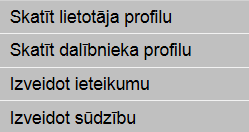 Skatīt lietotāja profilu
Skatīt dalībnieka profilu
Izveidot ieteikumu
Izveidot sūdzību